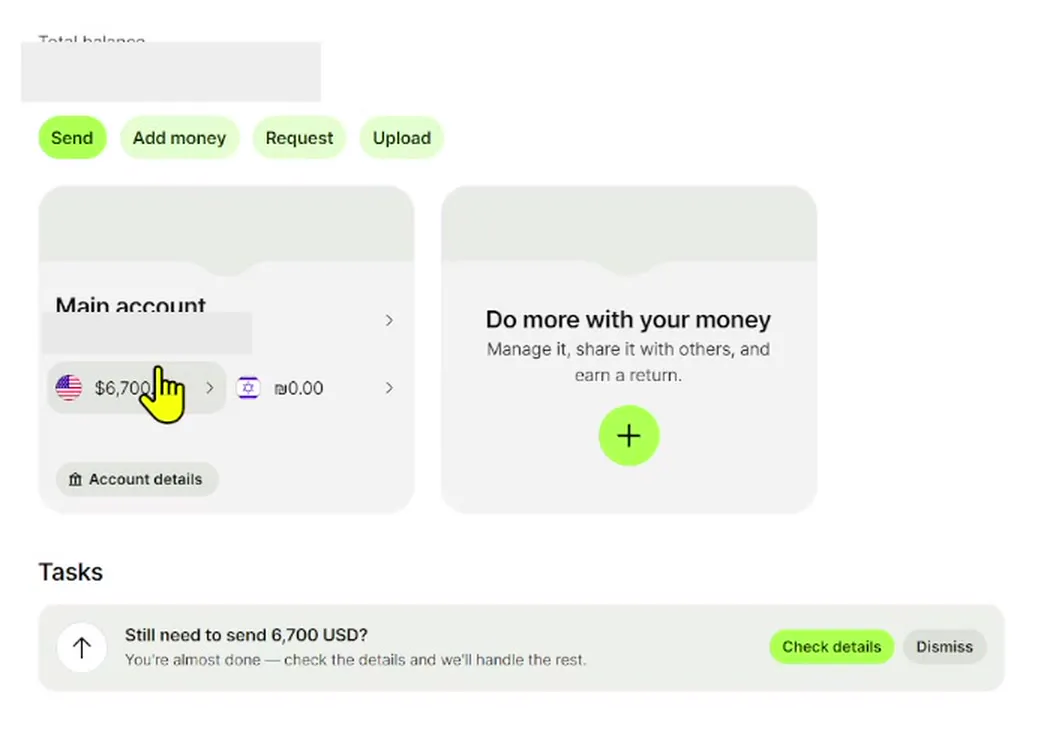 Total balance
Send
Add money
Request
Upload
Main account
$6,700
₪0.00
Account details
Do more with your money
Manage it, share it with others, and
earn a return.
Tasks
Still need to send 6,700 USD?
You're almost done — check the details and we'll handle the rest.
Check details
Dismiss